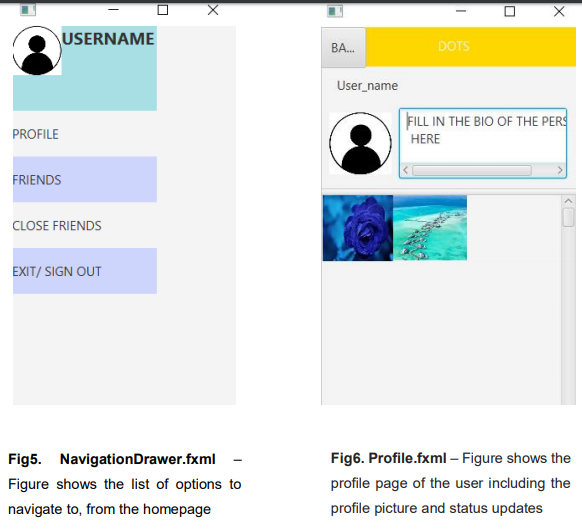 USERNAME
PROFILE
FRIENDS
CLOSE FRIENDS
EXIT/ SIGN OUT
BA...
DOTS
User_name
FILL IN THE BIO OF THE PERS
HERE
Fig5. NavigationDrawer.fxml –
Figure shows the list of options to
navigate to, from the homepage
Fig6. Profile.fxml – Figure shows the
profile page of the user including the
profile picture and status updates